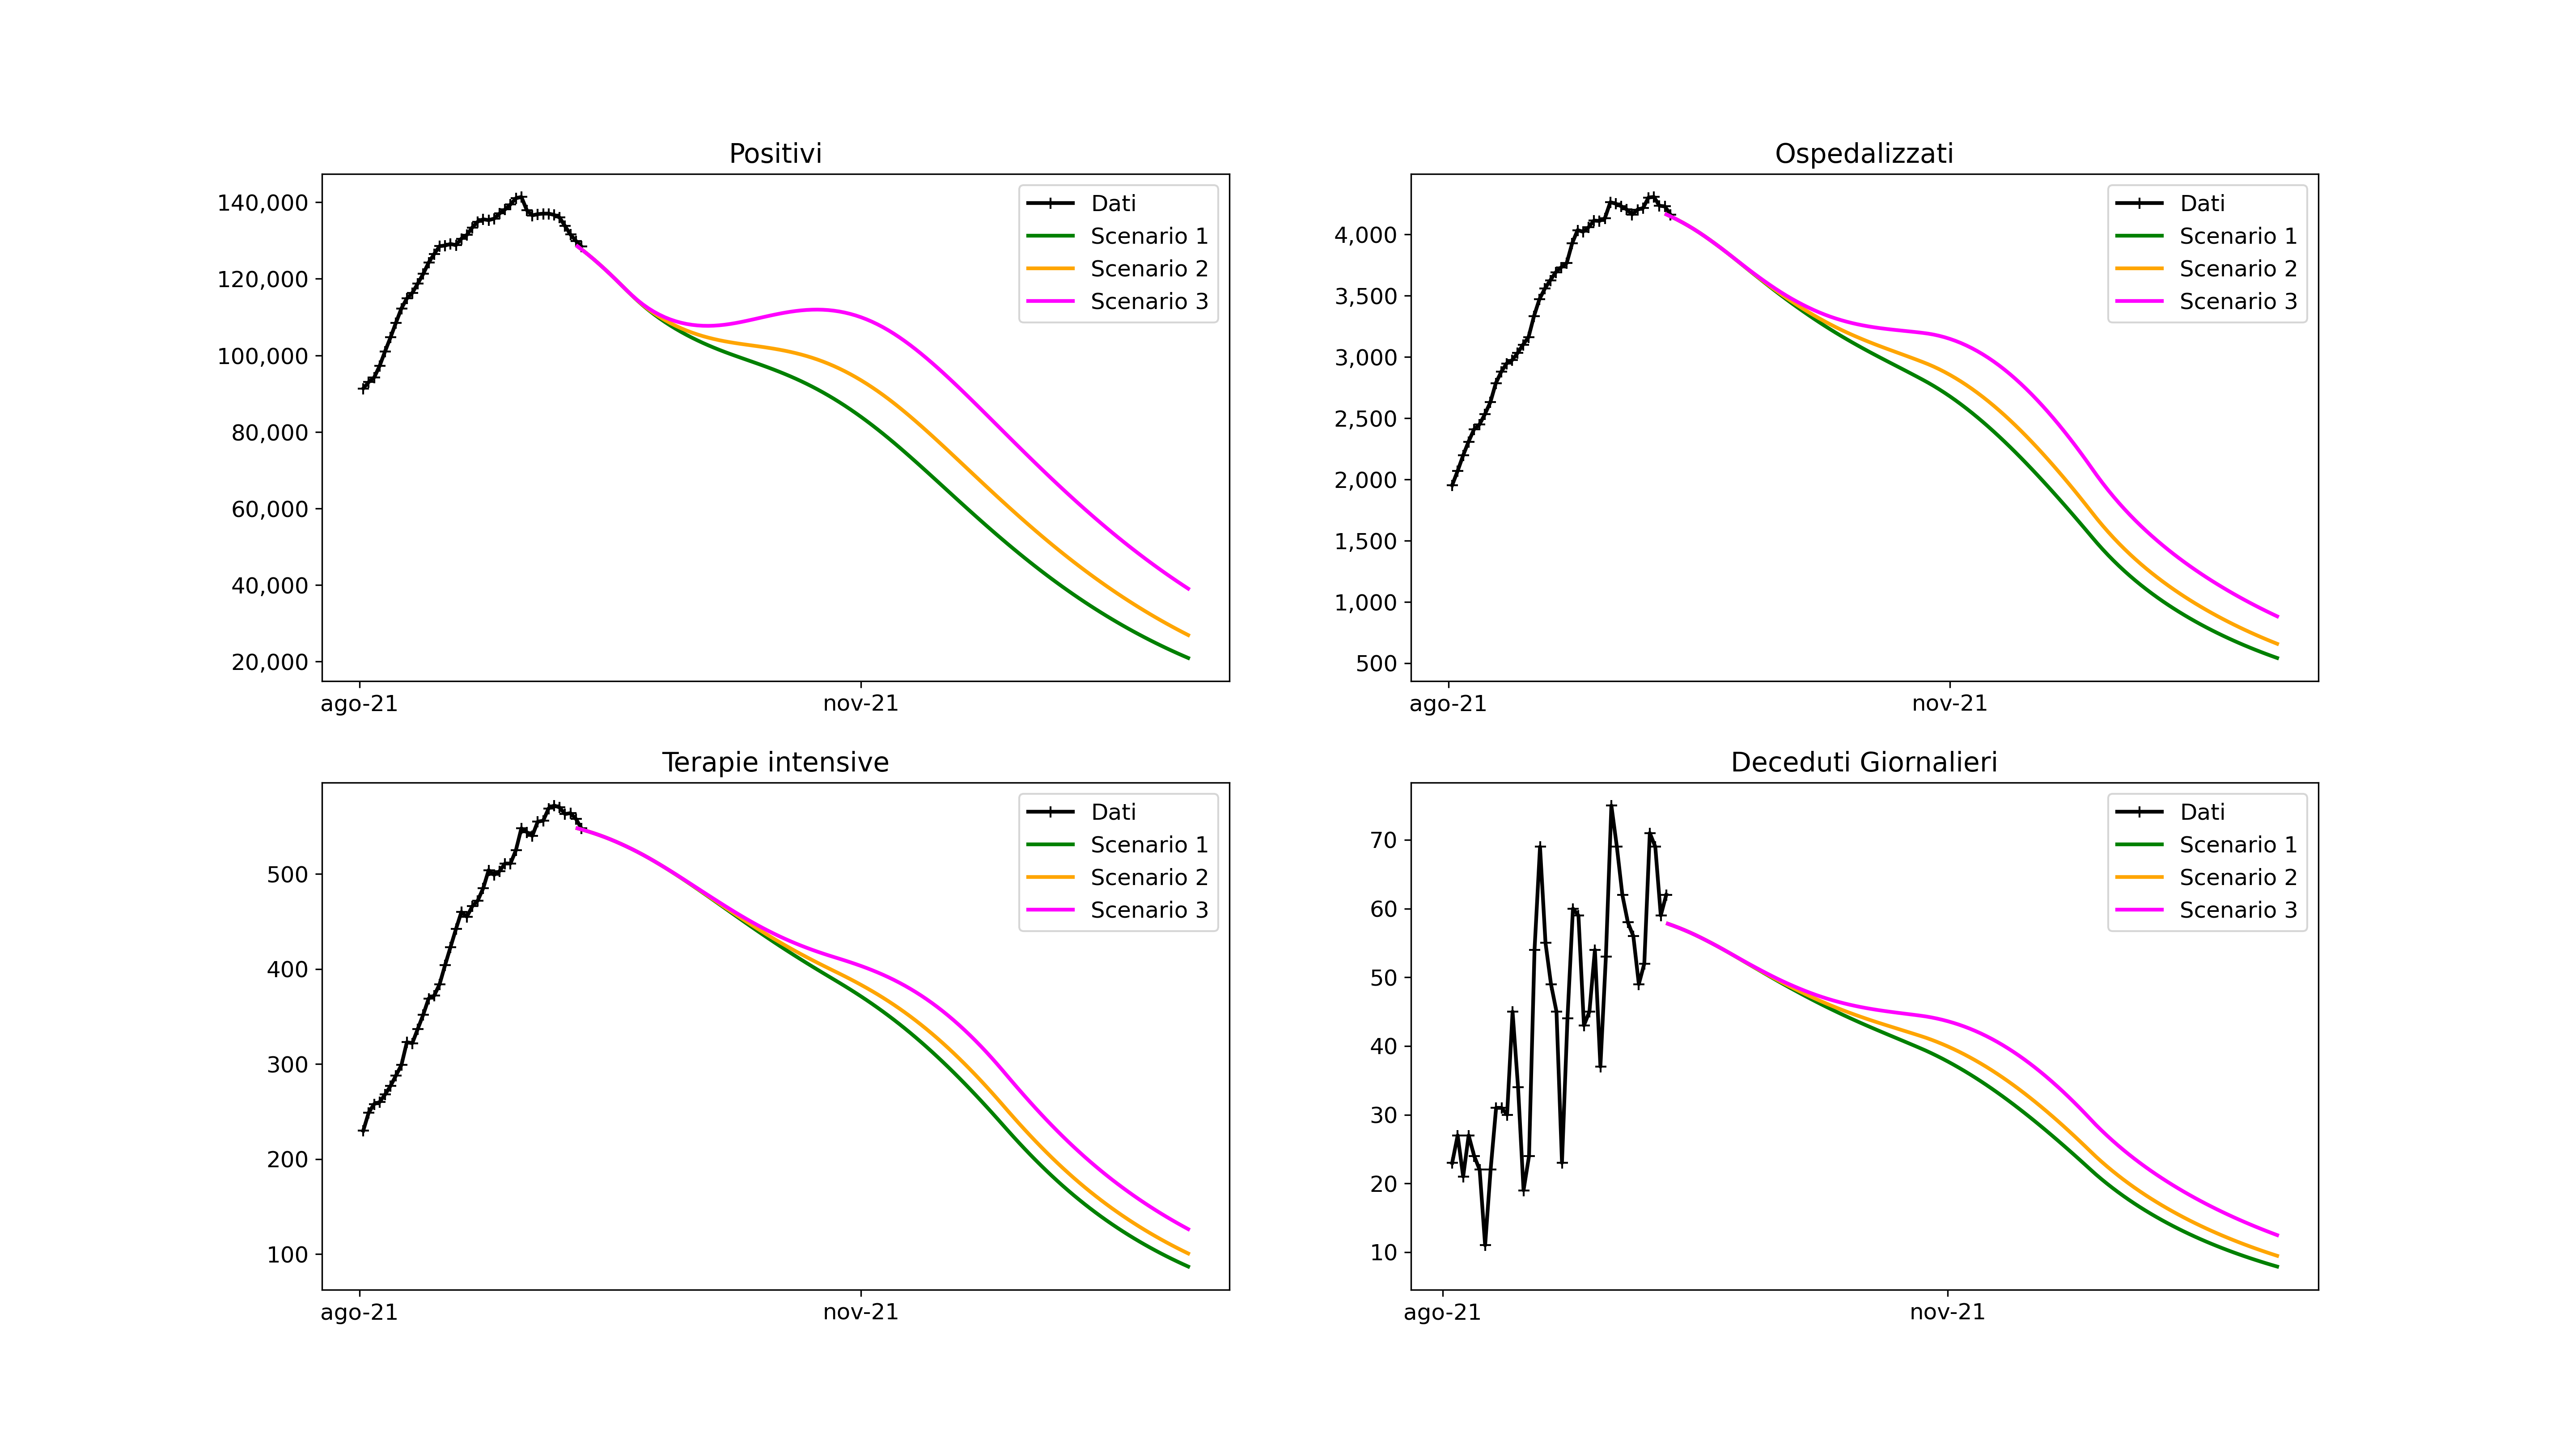 Positivi
140,000
120,000
100,000
80,000
60,000
40,000
20,000
ago-21
nov-21
Dati
Scenario 1
Scenario 2
Scenario 3
Ospedalizzati
4,000
3,500
3,000
2,500
2,000
1,500
1,000
500
ago-21
nov-21
Dati
Scenario 1
Scenario 2
Scenario 3
Terapie intensive
500
400
300
200
100
ago-21
nov-21
Dati
Scenario 1
Scenario 2
Scenario 3
Deceduti Giornalieri
70
60
50
40
30
20
10
ago-21
nov-21
Dati
Scenario 1
Scenario 2
Scenario 3